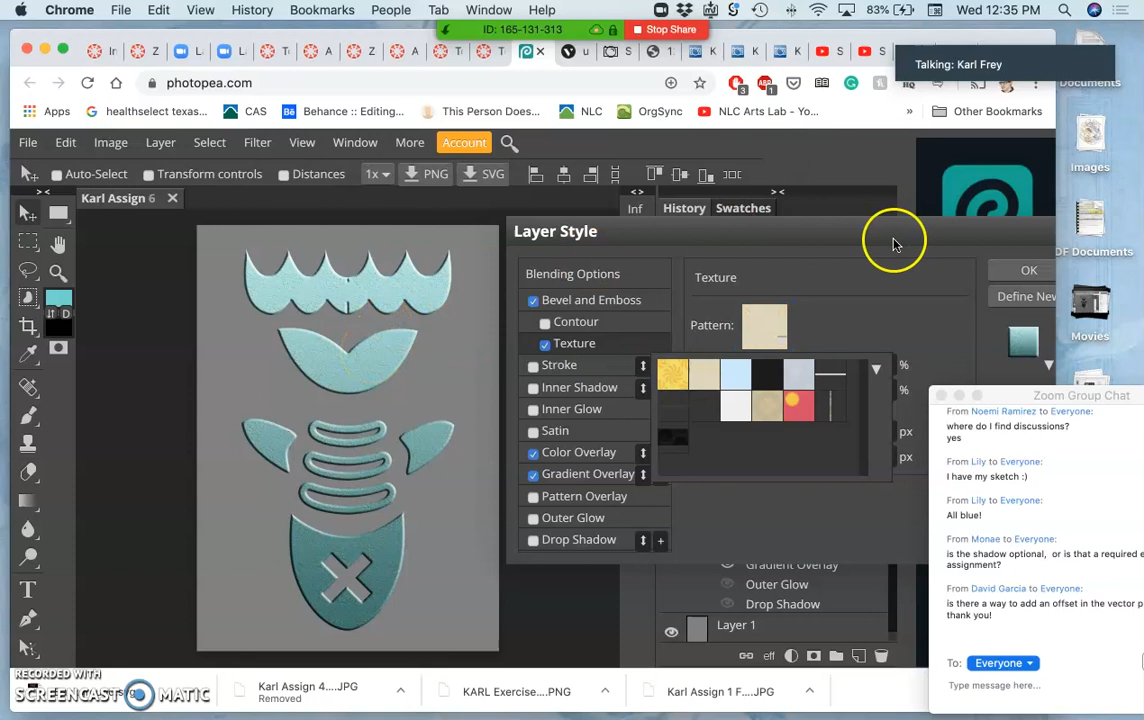 Chrome File Edit View History Bookmarks People Tab Window Help 83% Wed 12:35 PM
ID: 165-131-313 Stop Share
Talking: Karl Frey
photopea.com
Apps healthselect texas... CAS Behance :: Editing... This Person Does... NLC OrgSync NLC Arts Lab - Yo... » Other Bookmarks
Documents
File Edit Image Layer Select Filter View Window More Account
Auto-Select Transform controls Distances 1x PNG SVG
Images
Karl Assign 6
Inf History Swatches
Layer Style
DF Documents
Blending Options Texture OK
Bevel and Emboss Define New
Contour Pattern:
Texture
Movies
Stroke %
Inner Shadow %
Inner Glow
Satin px
Color Overlay px
Gradient Overlay
Pattern Overlay
Outer Glow
Drop Shadow +
Gradient Overlay
Outer Glow
Drop Shadow
Layer 1
eff
Zoom Group Chat
From Noemi Ramirez to Everyone:
where do I find discussions?
yes
From Lily to Everyone:
I have my sketch :)
From Lily to Everyone:
All blue!
From Monae to Everyone:
is the shadow optional, or is that a required e
assignment?
From David Garcia to Everyone:
is there a way to add an offset in the vector p
thank you!
To: Everyone
Type message here...
RECORDED WITH
SCREENCAST MATIC
Karl Assign 4....JPG
Removed
KARL Exercise....PNG
Karl Assign 1 F....JPG